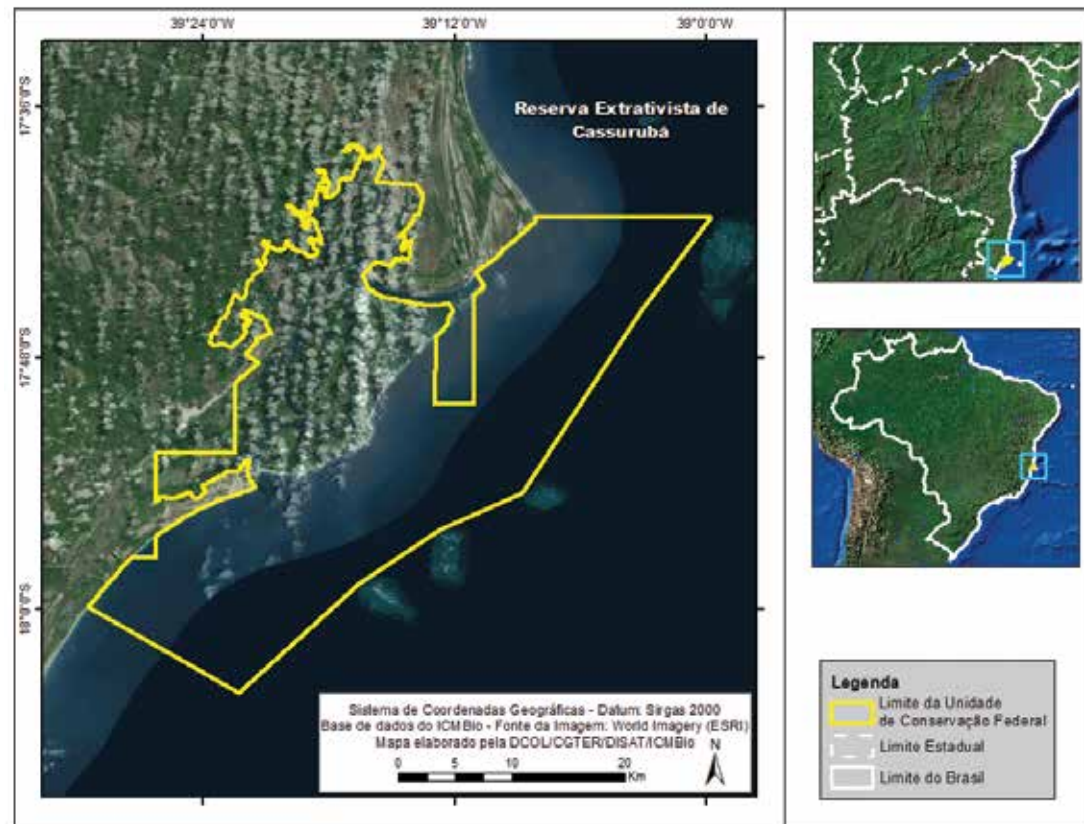 39°24'0"W
39°12'0"W
39°0'0"W
17°36'0"S
17°48'0"S
18°0'0"S
Reserva Extrativista de
Cassurubá
Sistema de Coordenadas Geográficas - Datum: Sirgas 2000
Base de dados do ICMBio - Fonte da Imagem: World Imagery (ESRI)
Mapa elaborado pela DCOL/CGTER/DISAT/ICMBio
N
0 5 10 20
Km
Legenda
Limite da Unidade
de Conservação Federal
Limite Estadual
Limite do Brasil